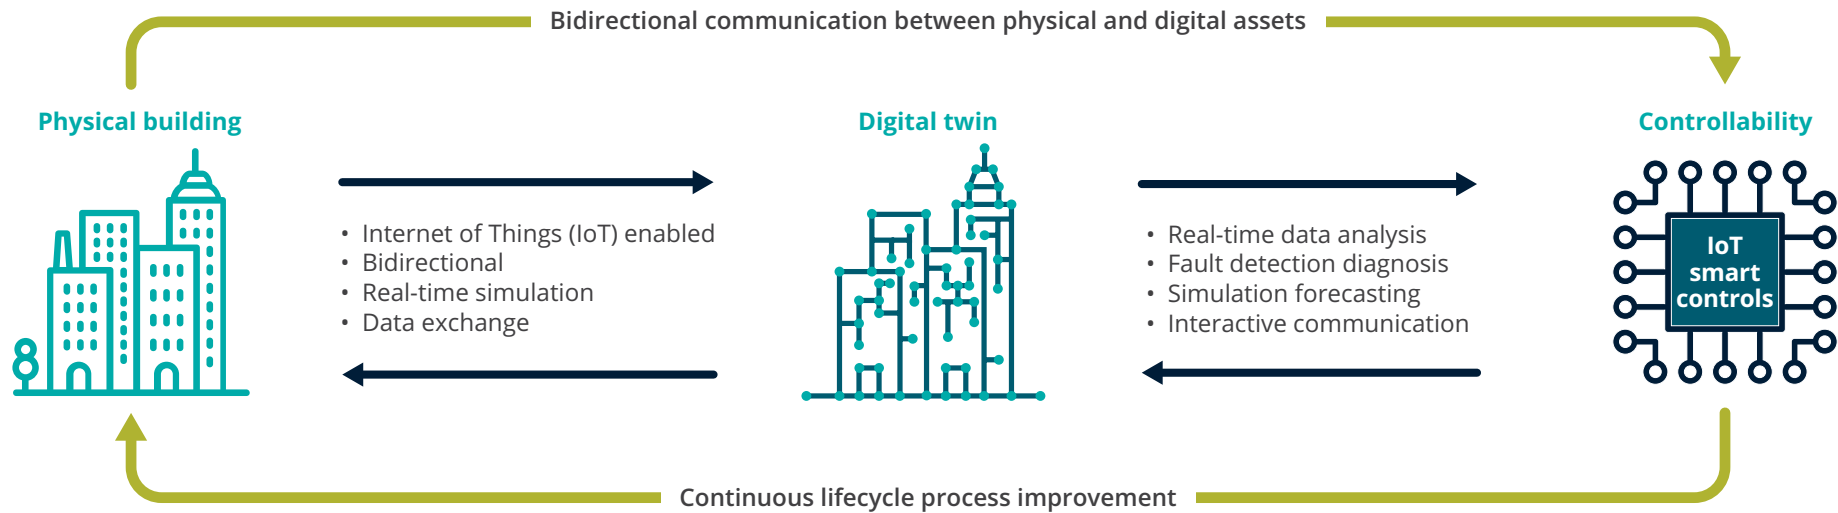 Bidirectional communication between physical and digital assets
Physical building
Digital twin
Controllability
• Internet of Things (IoT) enabled
• Bidirectional
• Real-time simulation
• Data exchange
• Real-time data analysis
• Fault detection diagnosis
• Simulation forecasting
• Interactive communication
IoT
smart
controls
Continuous lifecycle process improvement